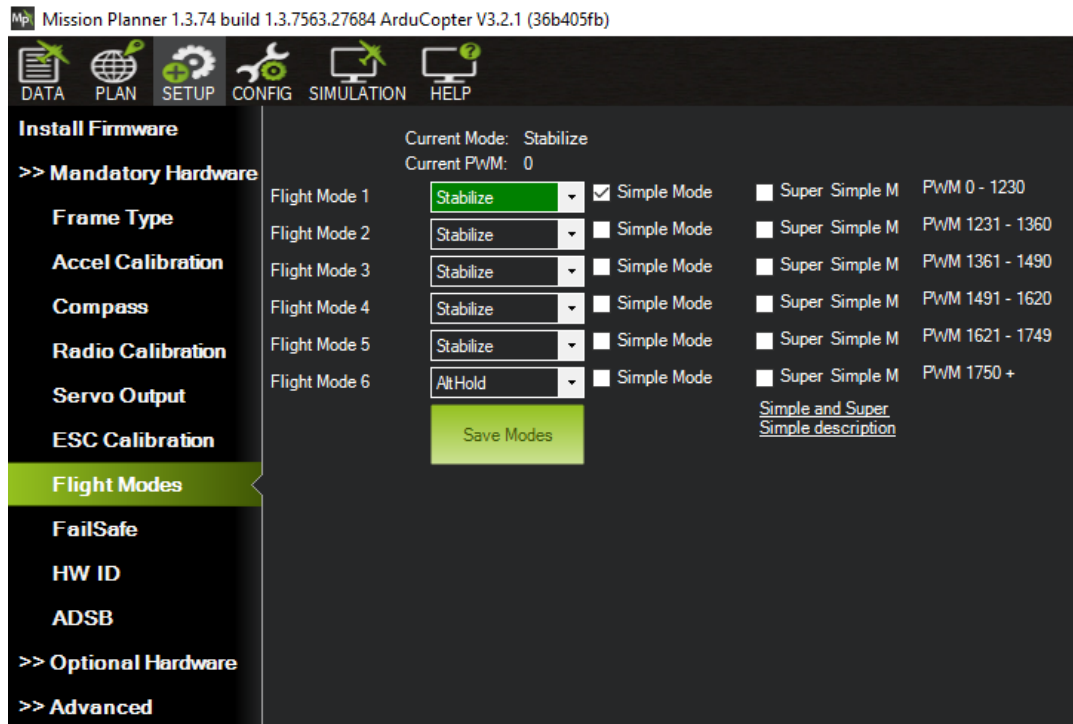 Mission Planner 1.3.74 build 1.3.7563.27684 ArduCopter V3.2.1 (36b405fb)
DATA PLAN SETUP CONFIG SIMULATION HELP
Install Firmware
>> Mandatory Hardware
Frame Type
Accel Calibration
Compass
Radio Calibration
Servo Output
ESC Calibration
Flight Modes
FailSafe
HW ID
ADSB
>> Optional Hardware
>> Advanced
Current Mode: Stabilize
Current PWM: 0
Flight Mode 1 Stabilize Simple Mode Super Simple M PWM 0 - 1230
Flight Mode 2 Stabilize Simple Mode Super Simple M PWM 1231 - 1360
Flight Mode 3 Stabilize Simple Mode Super Simple M PWM 1361 - 1490
Flight Mode 4 Stabilize Simple Mode Super Simple M PWM 1491 - 1620
Flight Mode 5 Stabilize Simple Mode Super Simple M PWM 1621 - 1749
Flight Mode 6 AltHold Simple Mode Super Simple M PWM 1750 +
Save Modes
Simple and Super
Simple description